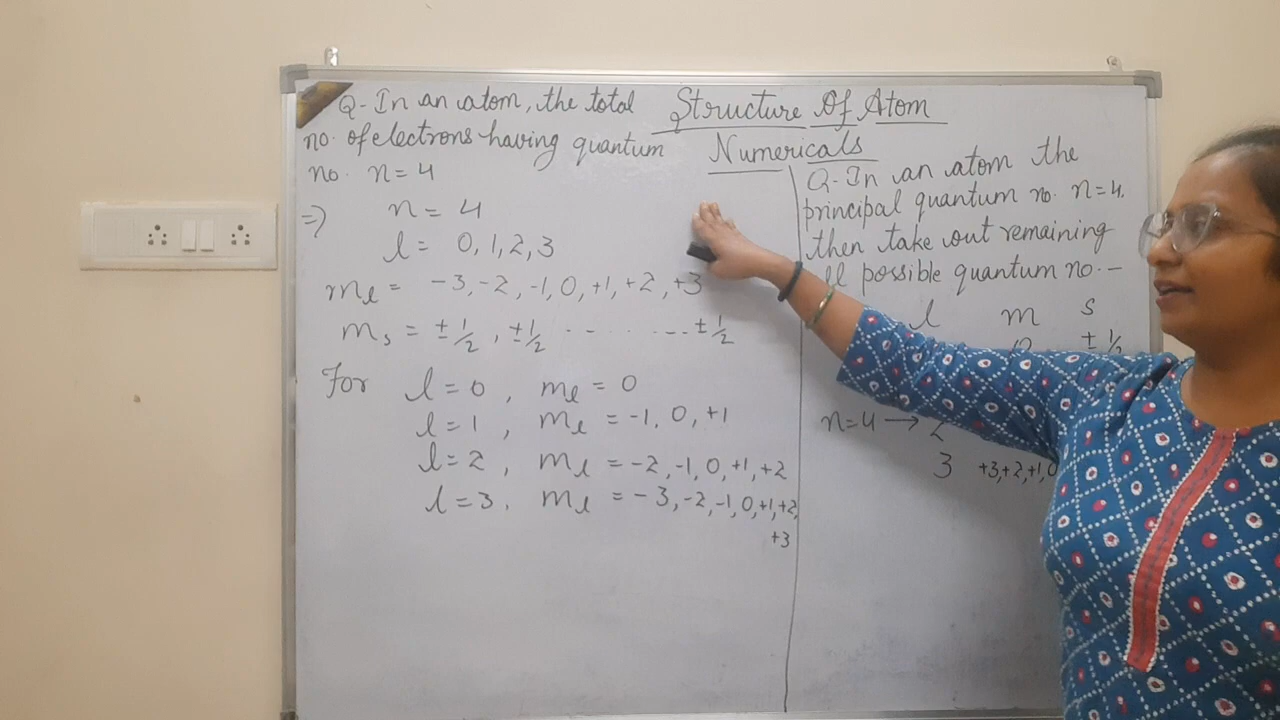 Structure Of Atom
Numericals
Q- In an atom, the total
no. of electrons having quantum
no. n = 4
⇒ n = 4
l = 0, 1, 2, 3
mₗ = -3, -2, -1, 0, +1, +2, +3
mₛ = ± 1/2, ± 1/2 - - - - - - - ± 1/2
For l = 0, mₗ = 0
l = 1, mₗ = -1, 0, +1
l = 2, mₗ = -2, -1, 0, +1, +2
l = 3, mₗ = -3, -2, -1, 0, +1, +2,
+3
Q- In an atom the
principal quantum no. n = 4.
then take out remaining
possible quantum no. -
l m s
± 1/2
n = 4 →
3 +3, +2, +1, 0